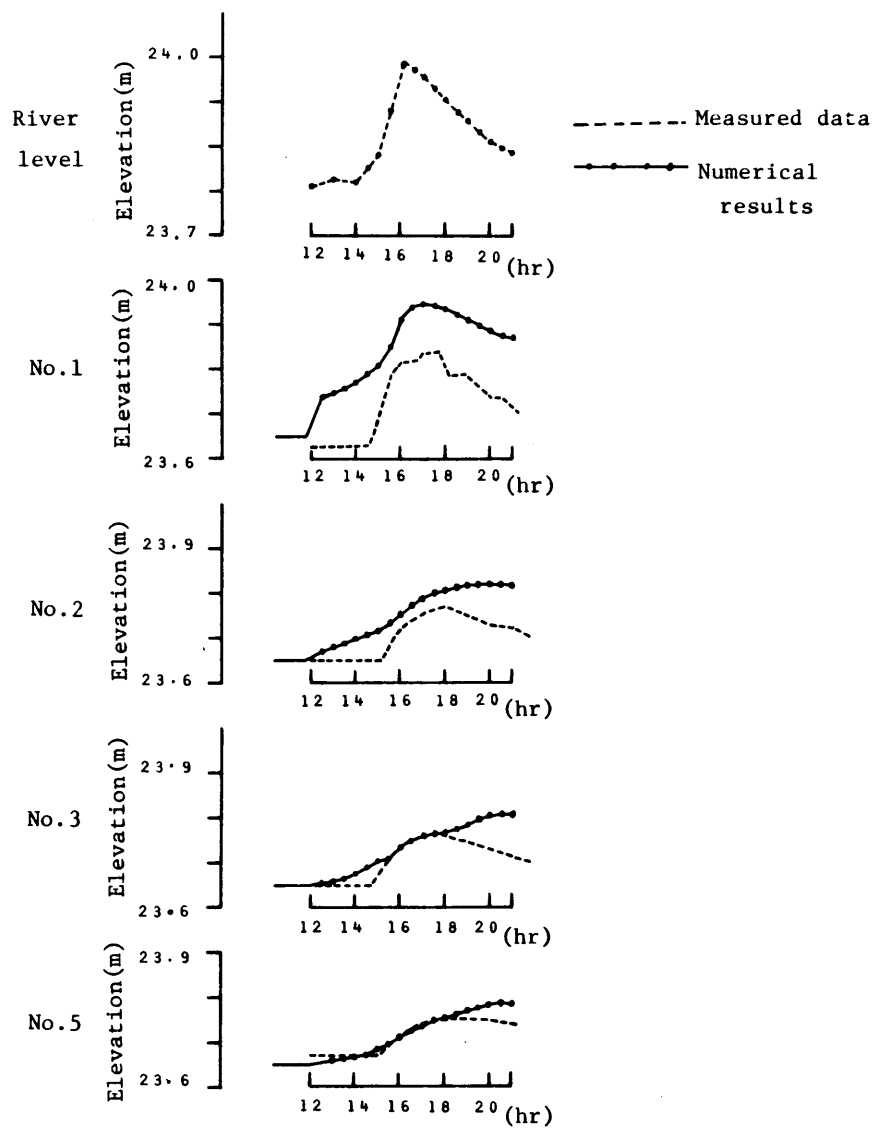 River
level
Elevation(m)
24.0
23.7
12 14 16 18 20 (hr)
Measured data
Numerical
results
No.1
Elevation(m)
24.0
23.6
12 14 16 18 20 (hr)
No.2
Elevation(m)
23.9
23.6
12 14 16 18 20 (hr)
No.3
Elevation(m)
23.9
23.6
12 14 16 18 20 (hr)
No.5
Elevation(m)
23.9
23.6
12 14 16 18 20 (hr)